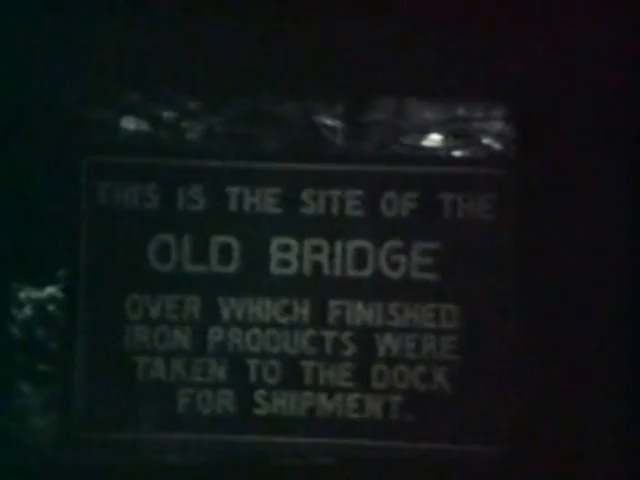 THIS IS THE SITE OF THE
OLD BRIDGE
OVER WHICH FINISHED
IRON PRODUCTS WERE
TAKEN TO THE DOCK
FOR SHIPMENT.